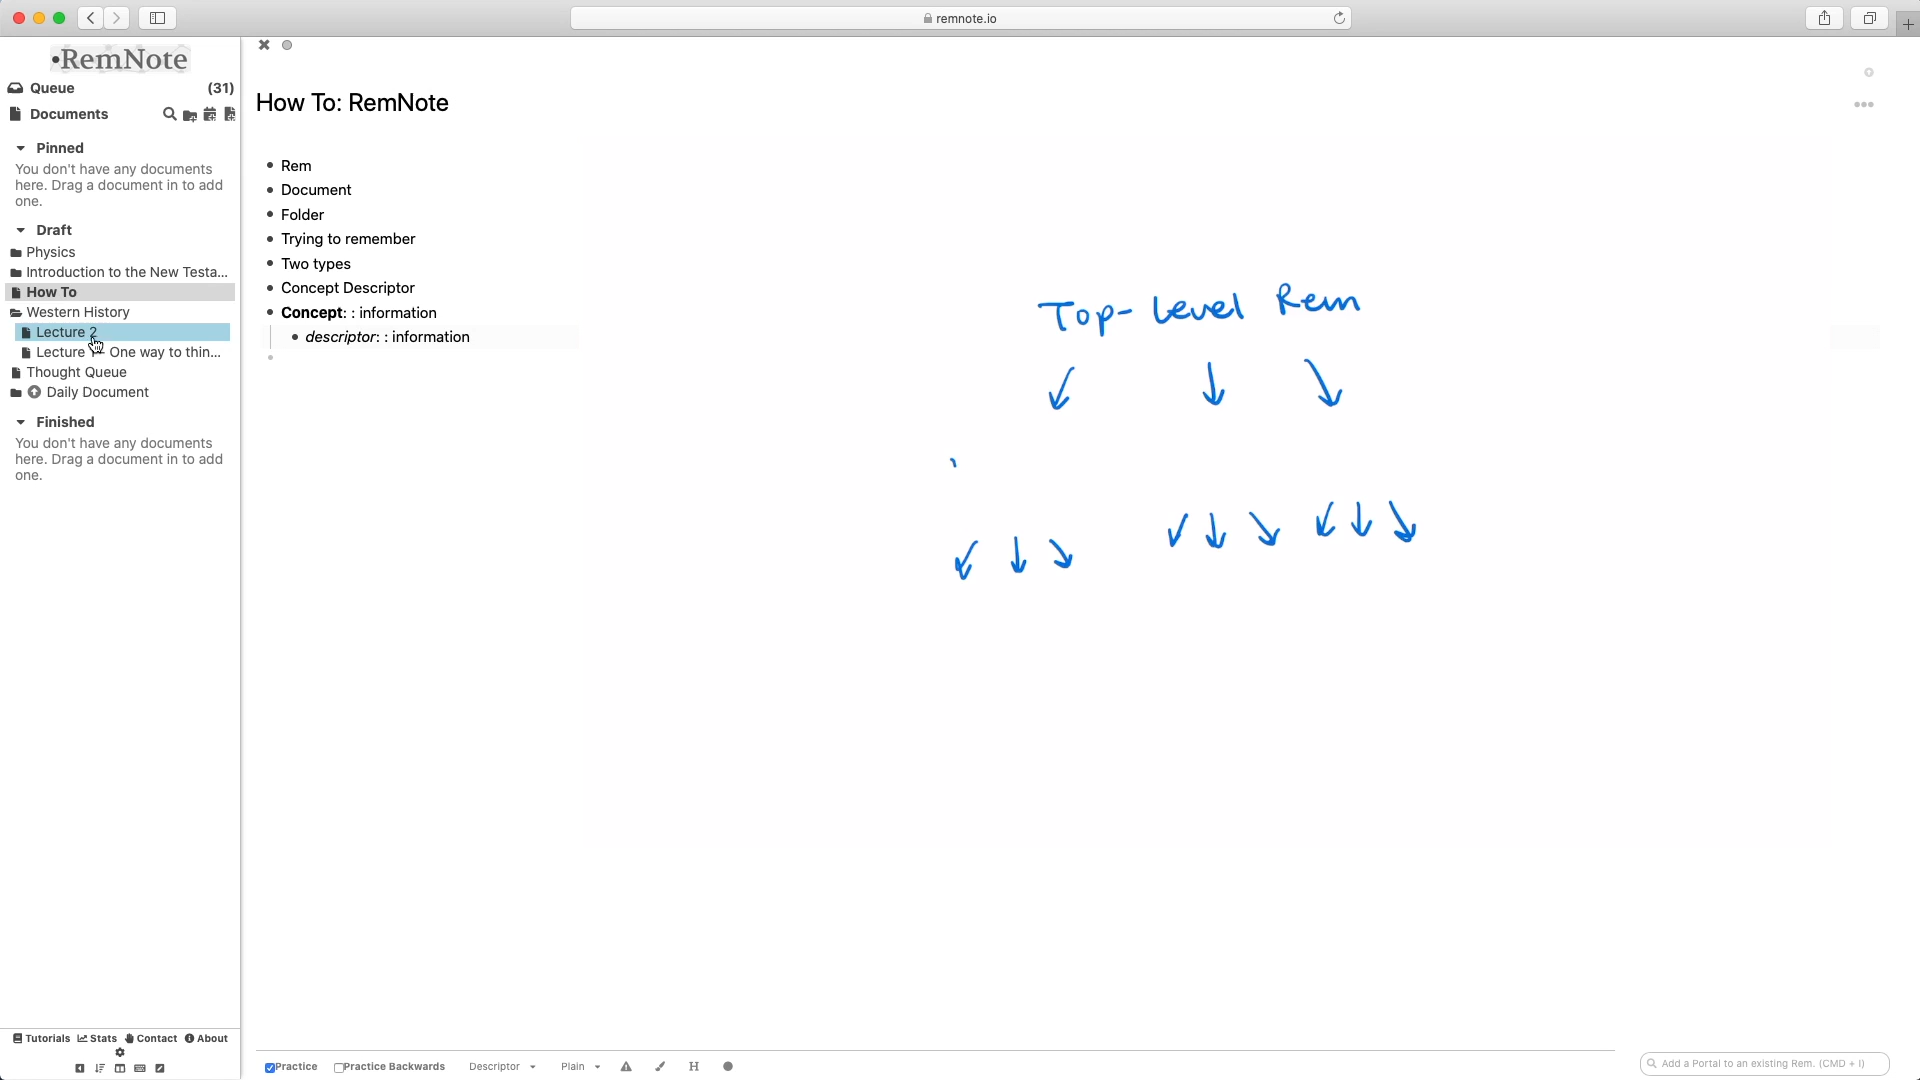 remnote.io
•RemNote
Queue (31)
Documents
Pinned
You don't have any documents
here. Drag a document in to add
one.
Draft
Physics
Introduction to the New Testa...
How To
Western History
Lecture 2
Lecture 1 - One way to thin...
Thought Queue
Daily Document
Finished
You don't have any documents
here. Drag a document in to add
one.
Tutorials Stats Contact About
How To: RemNote
Rem
Document
Folder
Trying to remember
Two types
Concept Descriptor
Concept: : information
descriptor: : information
Top-Level Rem
Practice Practice Backwards Descriptor Plain H
Add a Portal to an existing Rem. (CMD + I)